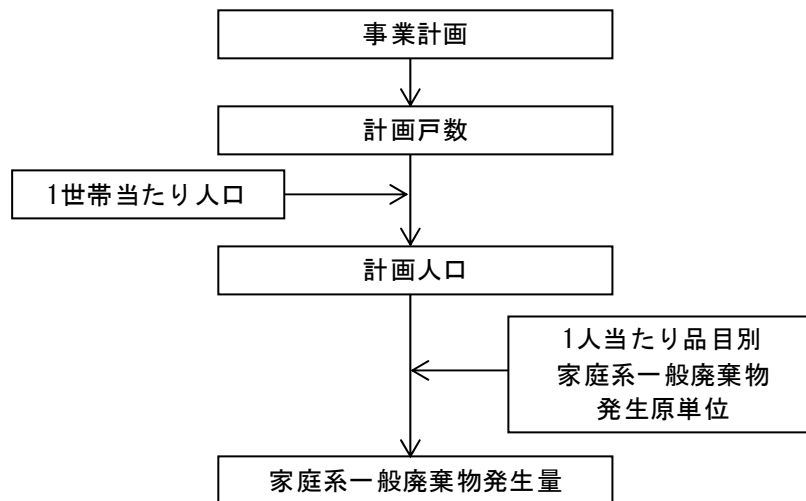 事業計画
計画戸数
1世帯当たり人口
計画人口
1人当たり品目別
家庭系一般廃棄物
発生原単位
家庭系一般廃棄物発生量